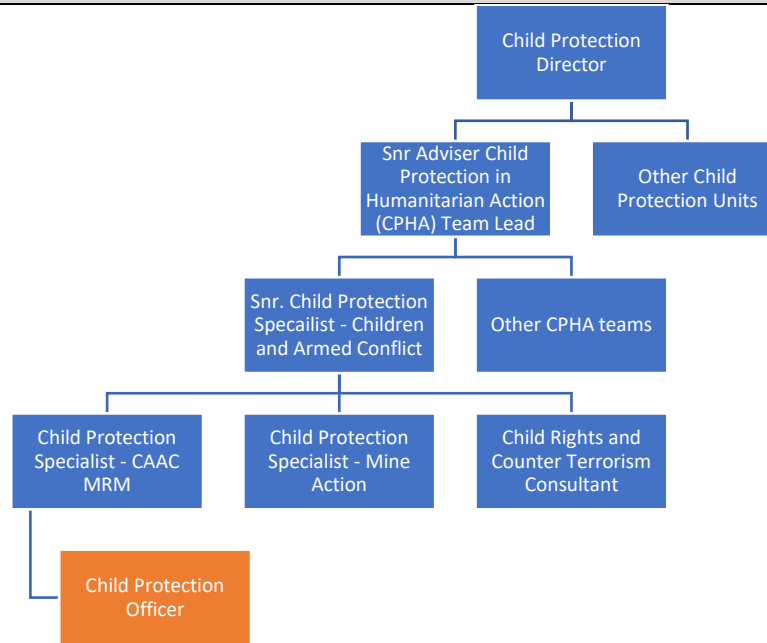 Child Protection
Director
Snr Adviser Child
Protection in
Humanitarian Action
(CPHA) Team Lead
Other Child
Protection Units
Snr. Child Protection
Specailist - Children
and Armed Conflict
Other CPHA teams
Child Protection
Specialist - CAAC
MRM
Child Protection
Specialist - Mine
Action
Child Rights and
Counter Terrorism
Consultant
Child Protection
Officer